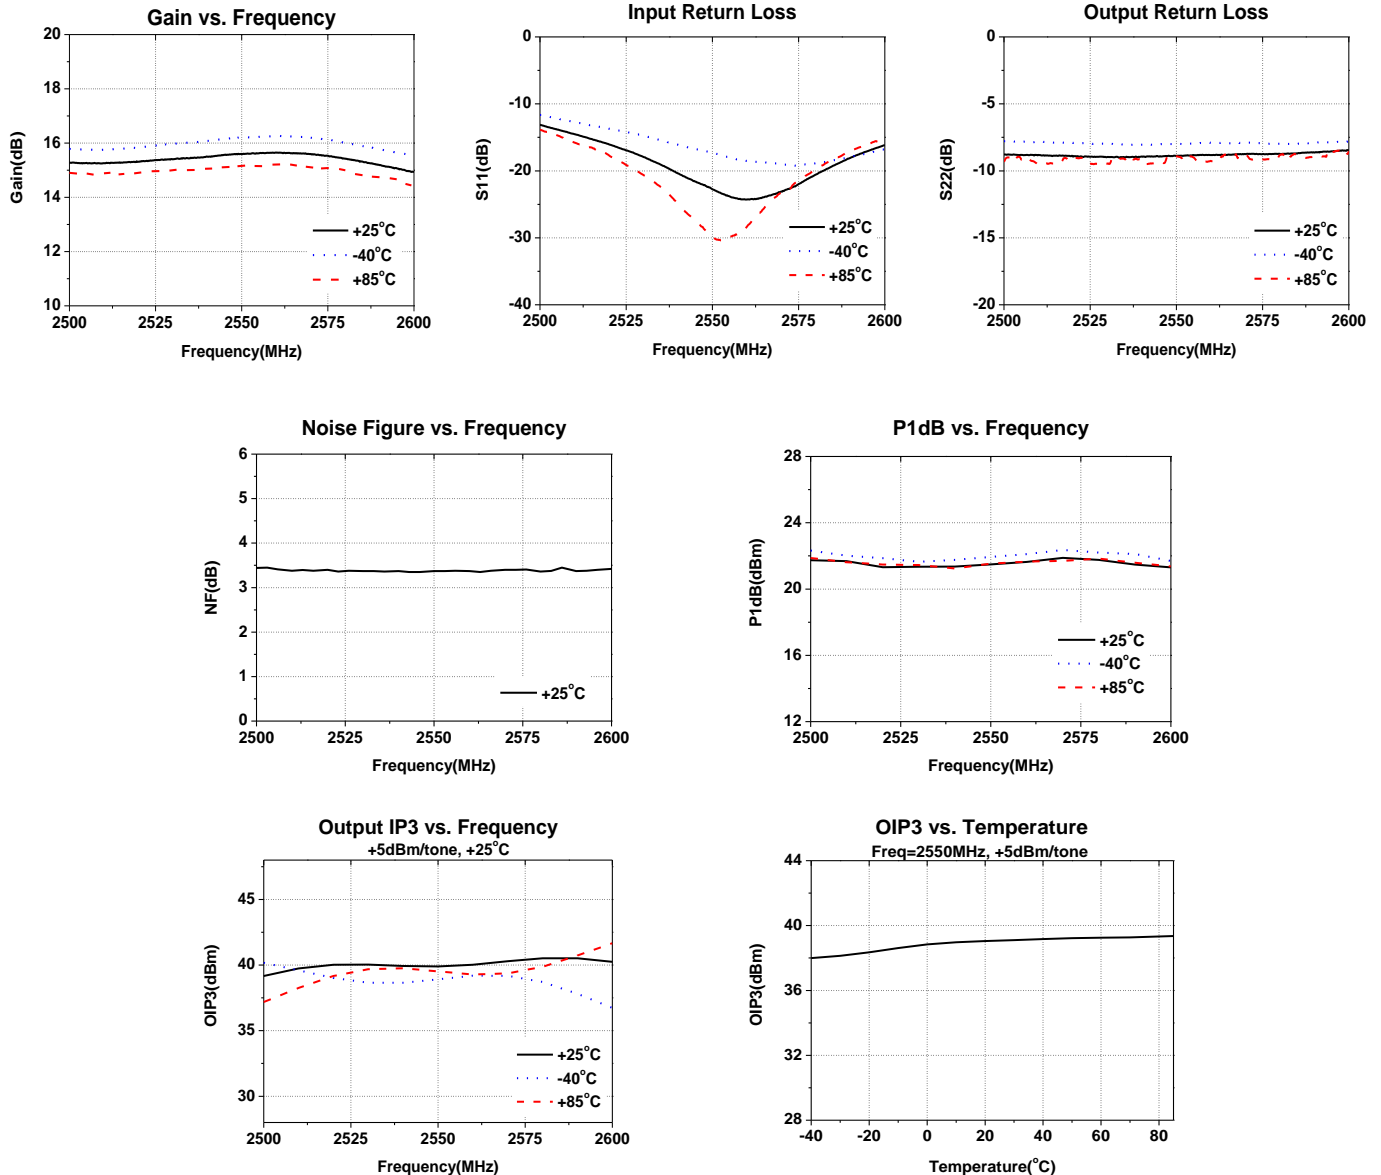 Gain vs. Frequency
20
18
16
14
12
10
2500
2525
2550
2575
2600
Gain(dB)
Frequency(MHz)
+25°C
-40°C
+85°C
Input Return Loss
0
-10
-20
-30
-40
2500
2525
2550
2575
2600
S11(dB)
Frequency(MHz)
+25°C
-40°C
+85°C
Output Return Loss
0
-5
-10
-15
-20
2500
2525
2550
2575
2600
S22(dB)
Frequency(MHz)
+25°C
-40°C
+85°C
Noise Figure vs. Frequency
6
5
4
3
2
1
0
2500
2525
2550
2575
2600
NF(dB)
Frequency(MHz)
+25°C
P1dB vs. Frequency
28
24
20
16
12
2500
2525
2550
2575
2600
P1dB(dBm)
Frequency(MHz)
+25°C
-40°C
+85°C
Output IP3 vs. Frequency
+5dBm/tone, +25°C
45
40
35
30
2500
2525
2550
2575
2600
OIP3(dBm)
Frequency(MHz)
+25°C
-40°C
+85°C
OIP3 vs. Temperature
Freq=2550MHz, +5dBm/tone
44
40
36
32
28
-40
-20
0
20
40
60
80
OIP3(dBm)
Temperature(°C)